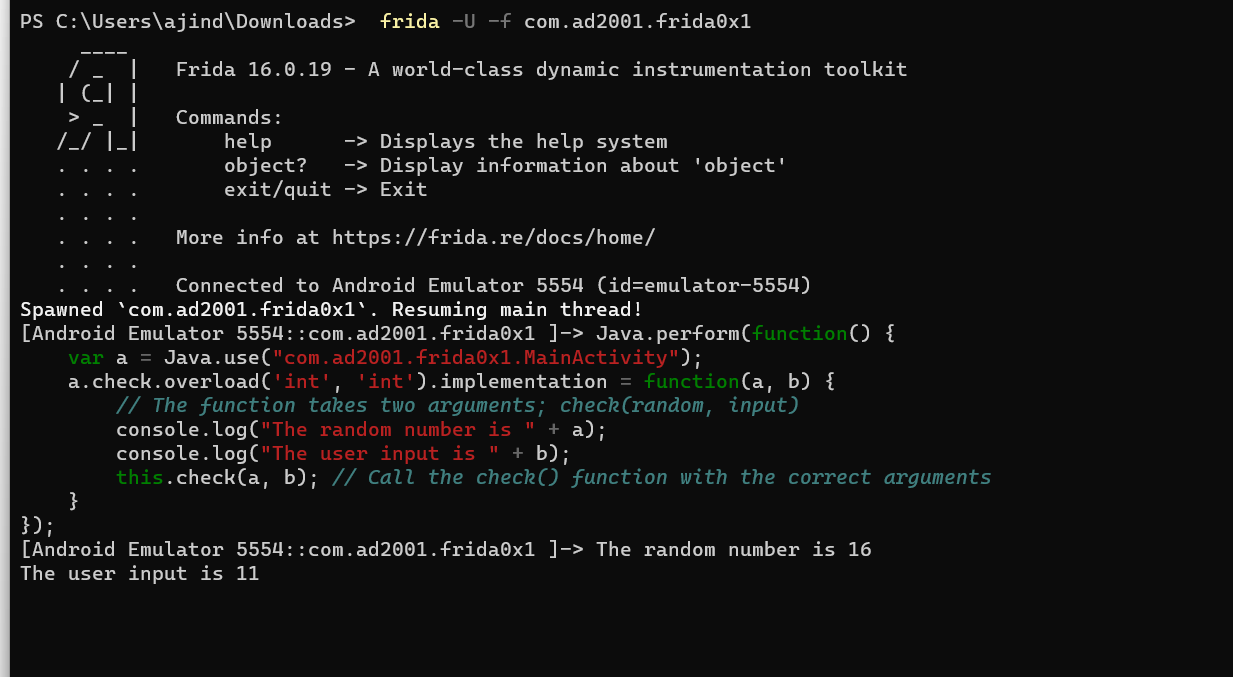 PS C:\Users\ajind\Downloads>  frida -U -f com.ad2001.frida0x1
     ____
    / _  |   Frida 16.0.19 - A world-class dynamic instrumentation toolkit
   | (_| |
    > _  |   Commands:
   /_/ |_|       help      -> Displays the help system
   . . . .       object?   -> Display information about 'object'
   . . . .       exit/quit -> Exit
   . . . .
   . . . .   More info at https://frida.re/docs/home/
   . . . .
   . . . .   Connected to Android Emulator 5554 (id=emulator-5554)
Spawned `com.ad2001.frida0x1`. Resuming main thread!
[Android Emulator 5554::com.ad2001.frida0x1 ]-> Java.perform(function() {
    var a = Java.use("com.ad2001.frida0x1.MainActivity");
    a.check.overload('int', 'int').implementation = function(a, b) {
        // The function takes two arguments; check(random, input)
        console.log("The random number is " + a);
        console.log("The user input is " + b);
        this.check(a, b); // Call the check() function with the correct arguments
    }
});
[Android Emulator 5554::com.ad2001.frida0x1 ]-> The random number is 16
The user input is 11